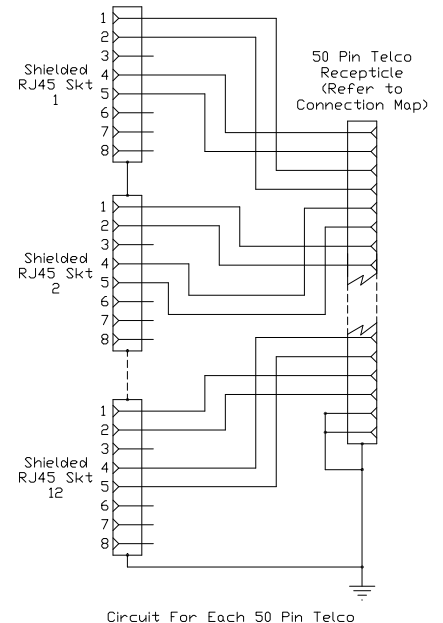 1
2
3
4
5
6
7
8
Shielded
RJ45 Skt
1
50 Pin Telco
Recepticle
(Refer to
Connection Map)
1
2
3
4
5
6
7
8
Shielded
RJ45 Skt
2
1
2
3
4
5
6
7
8
Shielded
RJ45 Skt
12
Circuit For Each 50 Pin Telco